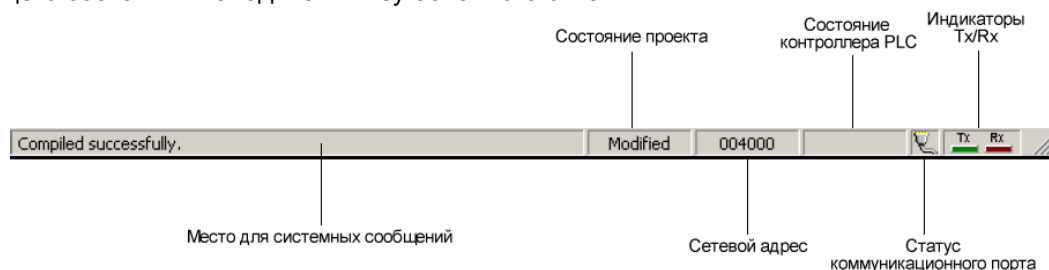 Состояние проекта
Состояние
контроллера PLC
Индикаторы
Tx/Rx
Compiled successfully.
Modified
004000
Tx Rx
Место для системных сообщений
Сетевой адрес
Статус
коммуникационного порта